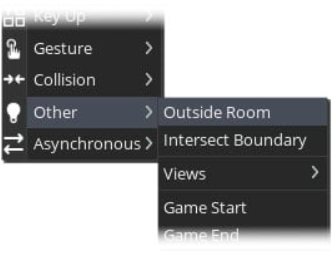 Key Up
Gesture
Collision
Other
Asynchronous
Outside Room
Intersect Boundary
Views
Game Start
Game End